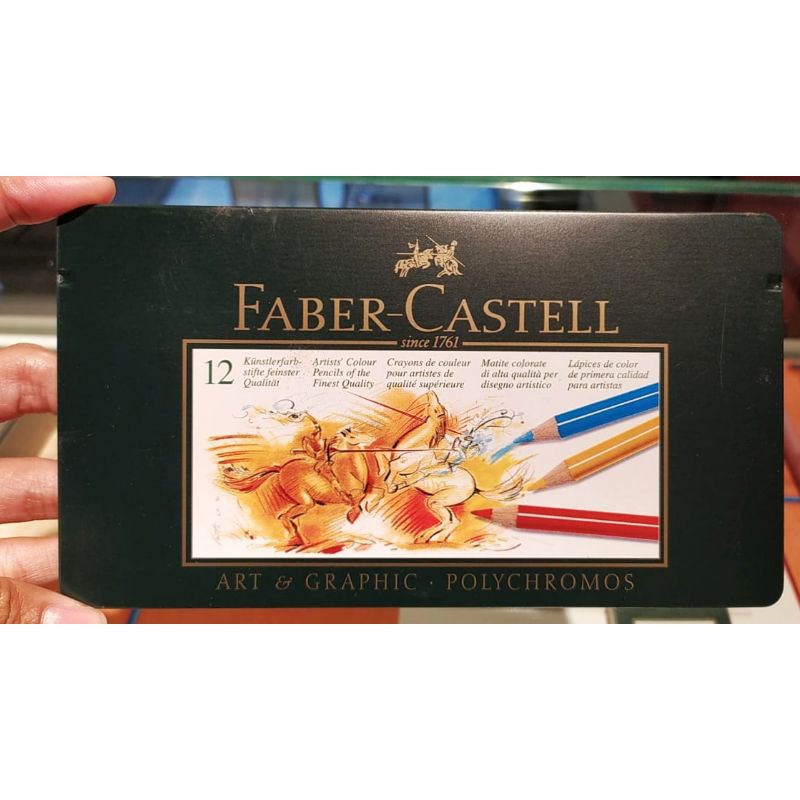 FABER-CASTELL
since 1761
12
Künstlerfarb-
stifte feinster
Qualität
Artists' Colour
Pencils of the
Finest Quality
Crayons de couleur
pour artistes de
qualité supérieure
Matite colorate
di alta qualità per
disegno artistico
Lápices de color
de primera calidad
para artistas
ART & GRAPHIC · POLYCHROMOS